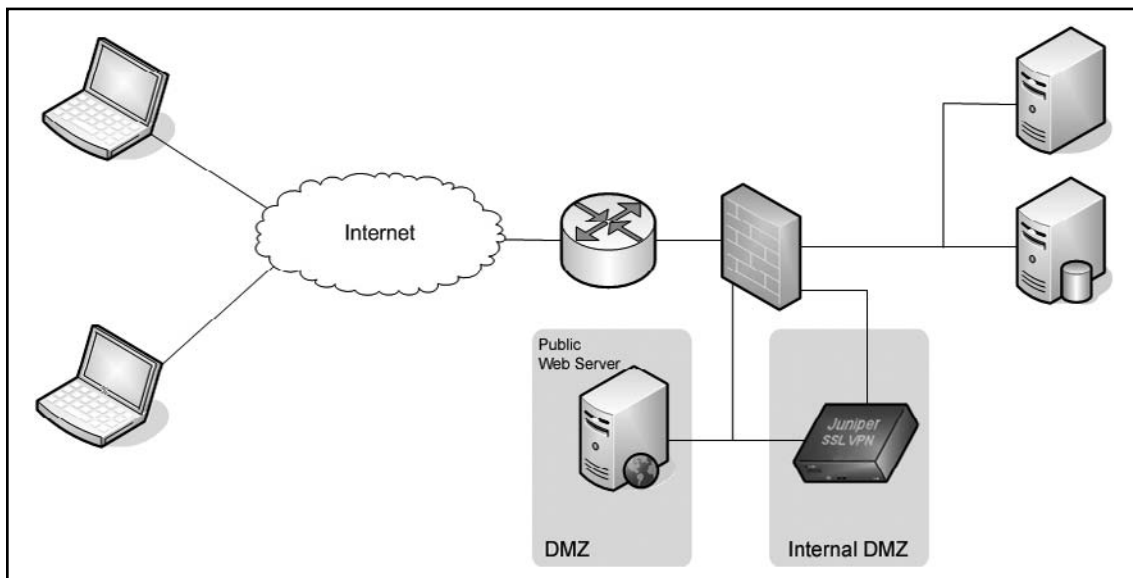 Internet
Public
Web Server
Juniper
SSL VPN
DMZ
Internal DMZ